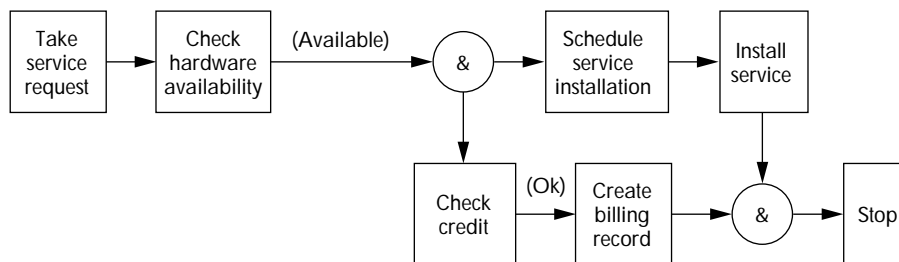 Take
service
request
Check
hardware
availability
(Available)
&
Schedule
service
installation
Install
service
Check
credit
(Ok)
Create
billing
record
&
Stop